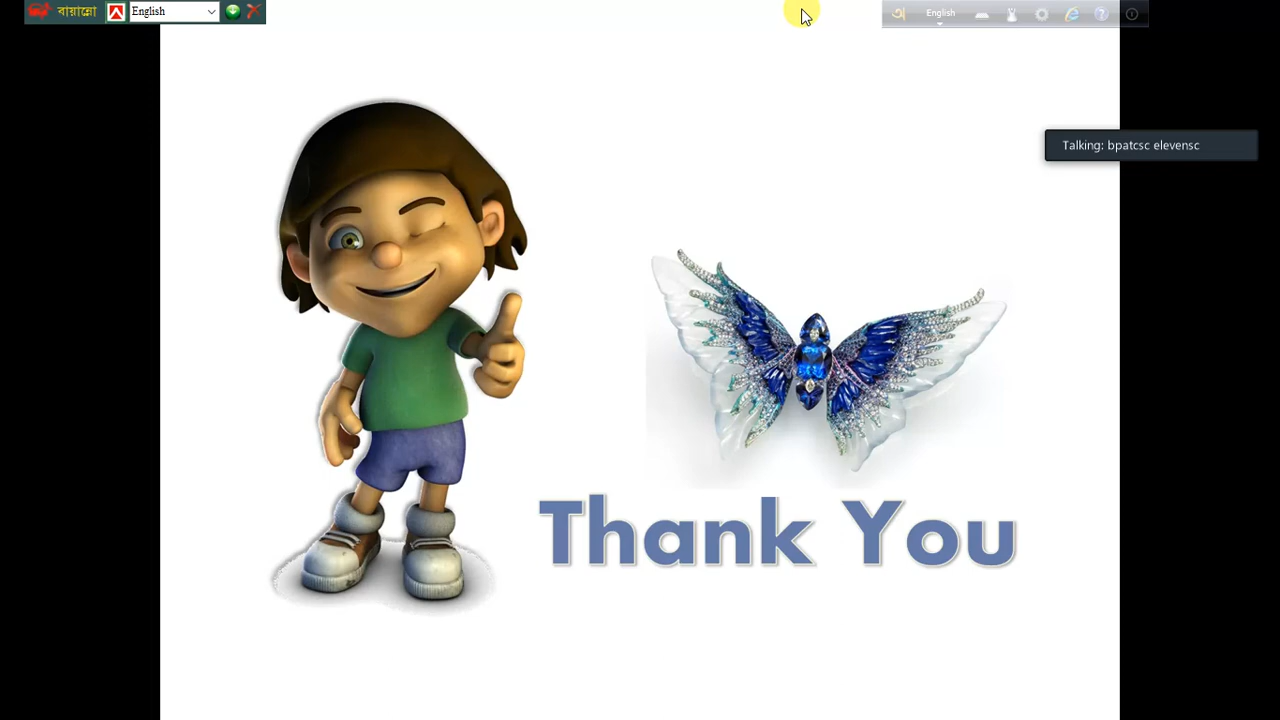 বায়ান্নো
English
English
Talking: bpatcsc elevensc
Thank You